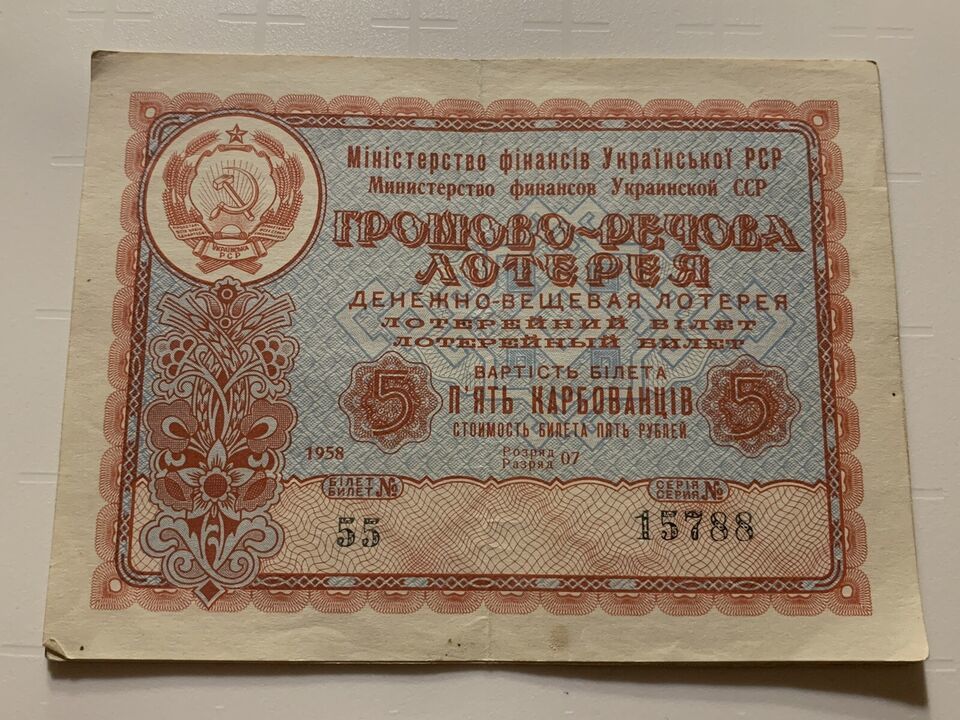 Міністерство фінансів Української РСР
Министерство финансов Украинской ССР
ГРОШОВО-РЕЧОВА
ЛОТЕРЕЯ
ДЕНЕЖНО-ВЕЩЕВАЯ ЛОТЕРЕЯ
ЛОТЕРЕЙНИЙ БІЛЕТ
ЛОТЕРЕЙНЫЙ БИЛЕТ
ВАРТІСТЬ БІЛЕТА
5 П'ЯТЬ КАРБОВАНЦІВ 5
СТОИМОСТЬ БИЛЕТА ПЯТЬ РУБЛЕЙ
УКРАЇНСЬКА
РСР
1958
Розряд
Разряд 07
БІЛЕТ
БИЛЕТ №
СЕРІЯ
СЕРИЯ №
55
15788